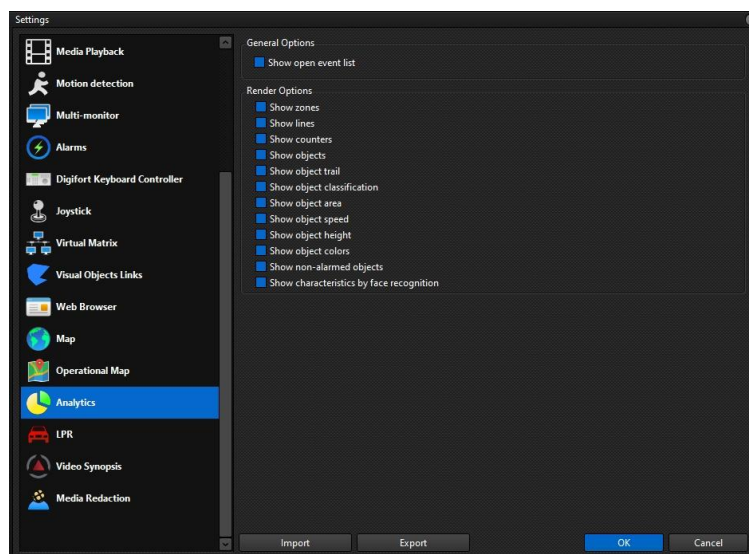 Settings
Media Playback
Motion detection
Multi-monitor
Alarms
Digifort Keyboard Controller
Joystick
Virtual Matrix
Visual Objects Links
Web Browser
Map
Operational Map
Analytics
LPR
Video Synopsis
Media Redaction
General Options
Show open event list
Render Options
Show zones
Show lines
Show counters
Show objects
Show object trail
Show object classification
Show object area
Show object speed
Show object height
Show object colors
Show non-alarmed objects
Show characteristics by face recognition
Import
Export
OK
Cancel